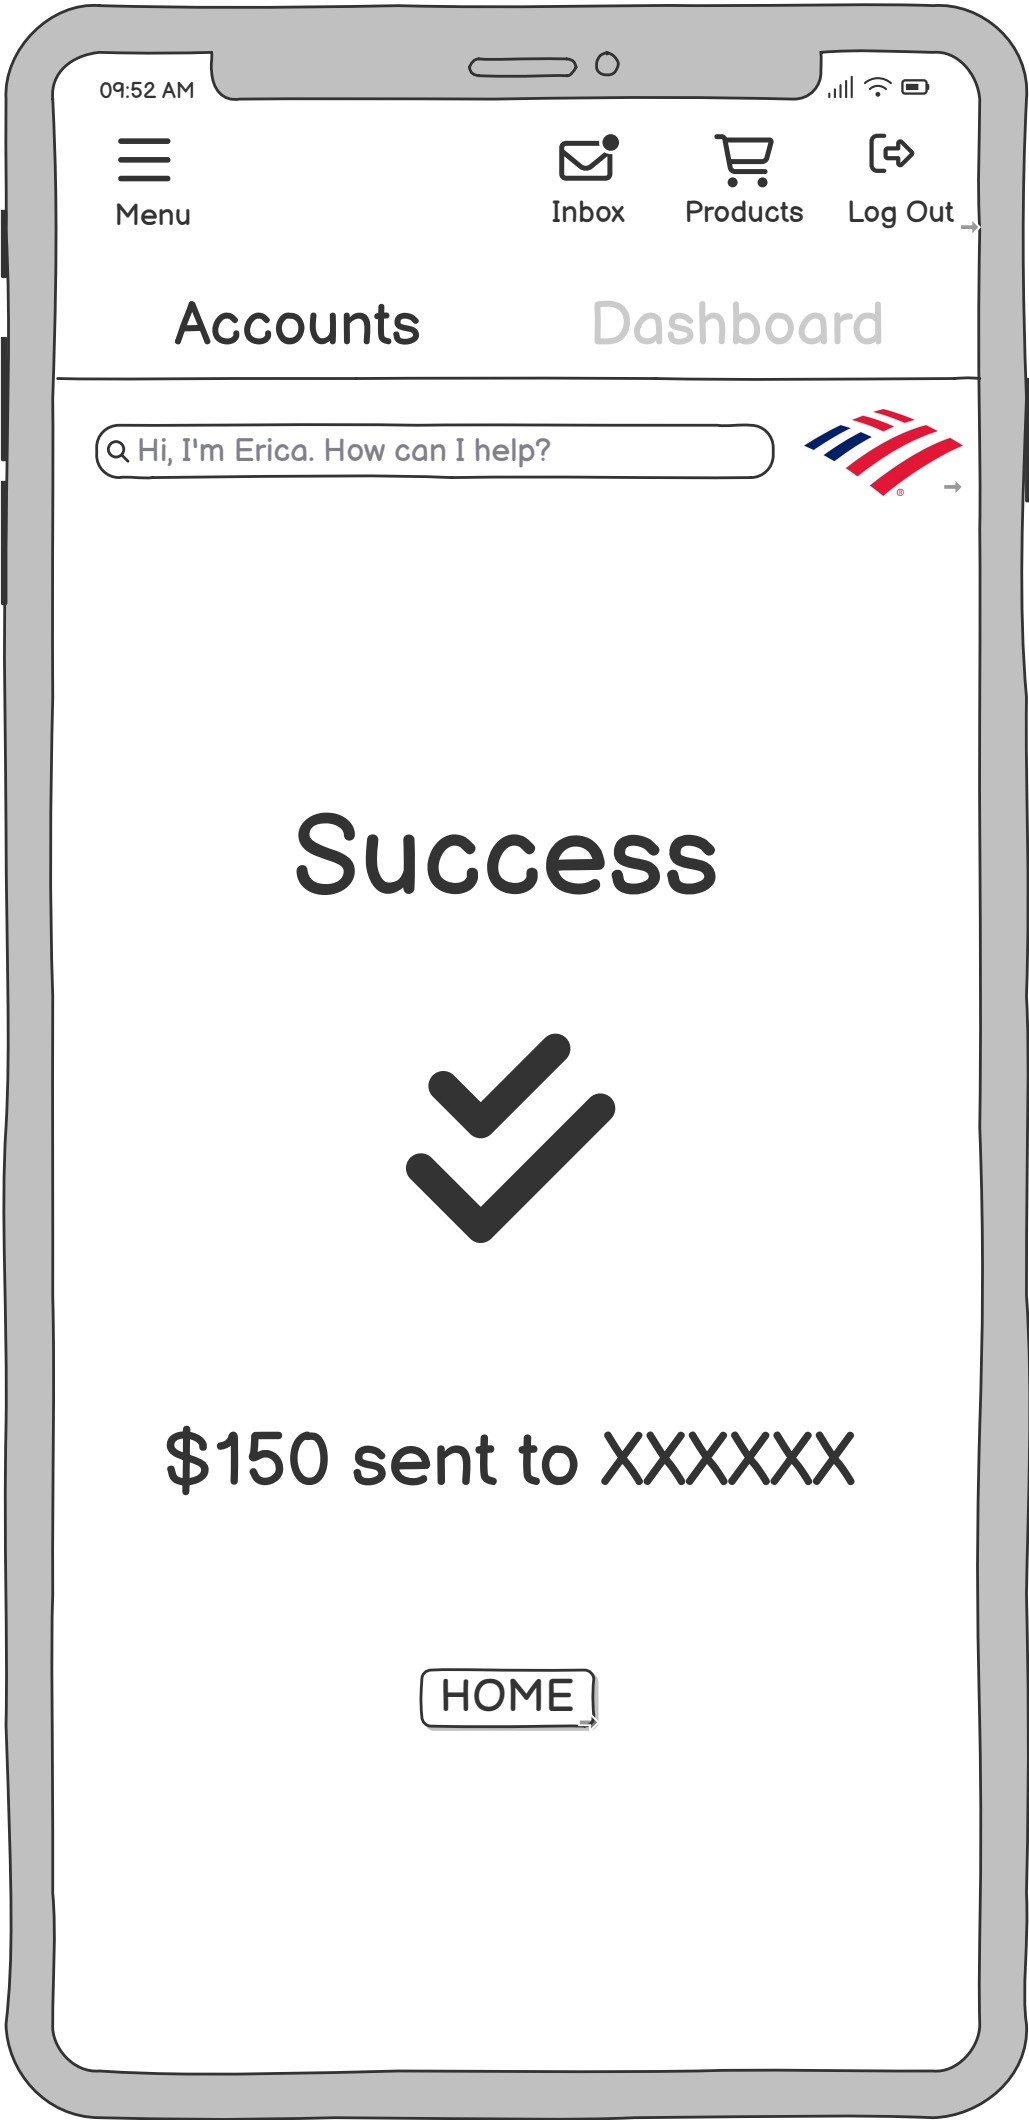 09:52 AM
Menu
Inbox
Products
Log Out
Accounts
Dashboard
Hi, I'm Erica. How can I help?
®
Success
$150 sent to XXXXXX
HOME